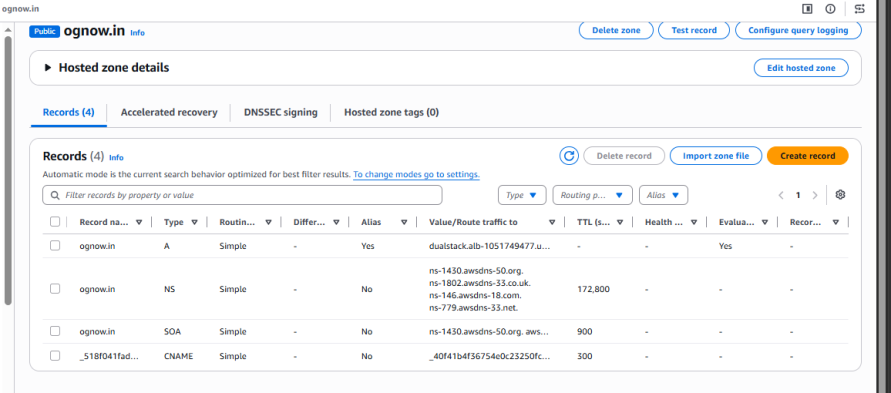 ognow.in
Public ognow.in Info
Delete zone Test record Configure query logging
Hosted zone details
Edit hosted zone
Records (4) Accelerated recovery DNSSEC signing Hosted zone tags (0)
Records (4) Info
Delete record Import zone file Create record
Automatic mode is the current search behavior optimized for best filter results. To change modes go to settings.
Filter records by property or value
Type Routing p... Alias
1
Record na... Type Routin... Differ... Alias Value/Route traffic to TTL (s... Health ... Evalua... Recor...
ognow.in A Simple - Yes dualstack.alb-1051749477.u... - - Yes -
ognow.in NS Simple - No ns-1430.awsdns-50.org.
ns-1802.awsdns-33.co.uk.
ns-146.awsdns-18.com.
ns-779.awsdns-33.net. 172,800 - - -
ognow.in SOA Simple - No ns-1430.awsdns-50.org. aws... 900 - - -
_518f041fad... CNAME Simple - No _40f41b4f36754e0c23250fc... 300 - - -